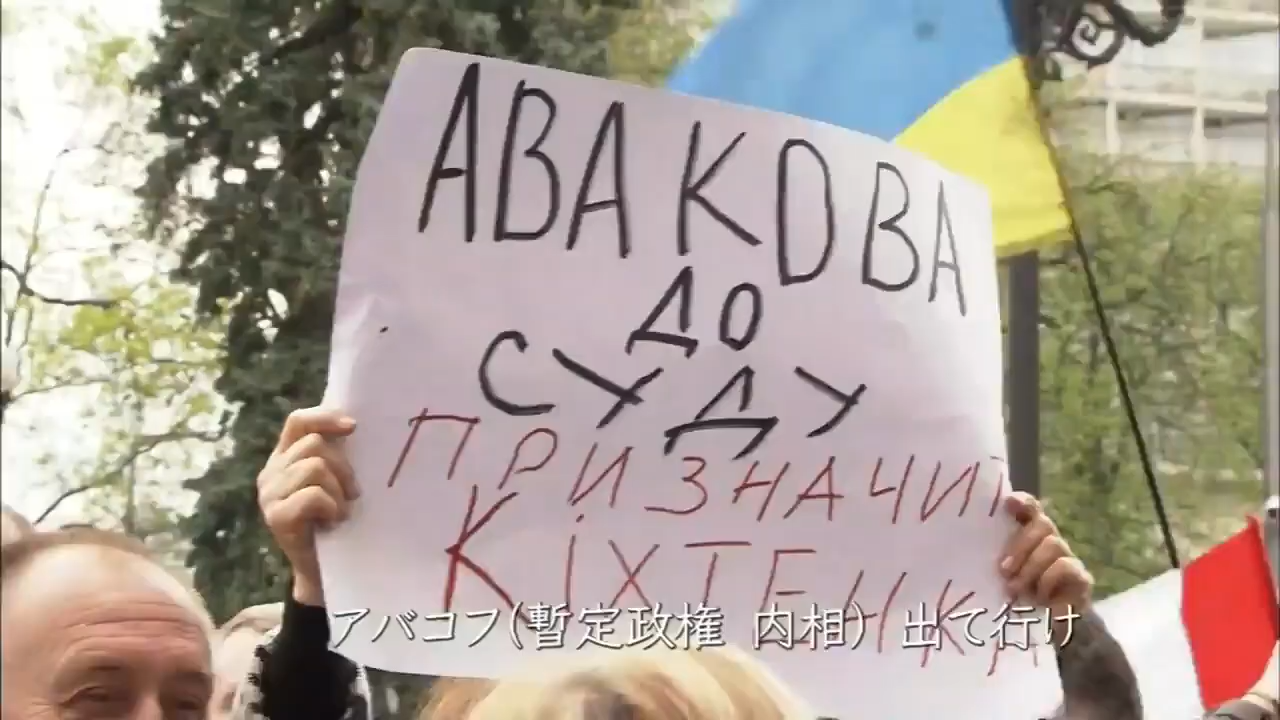 АВАКОВА
ДО
СУДУ
ПРИЗНАЧИТ
КІХТЕНКА
アバコフ(暫定政権 内相) 出て行け